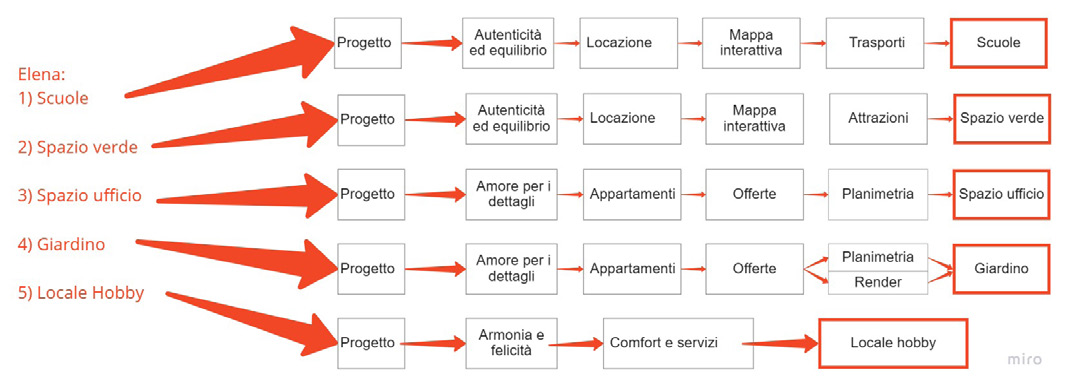 Elena:
1) Scuole
2) Spazio verde
3) Spazio ufficio
4) Giardino
5) Locale Hobby
Progetto
Autenticità
ed equilibrio
Locazione
Mappa
interattiva
Trasporti
Scuole
Progetto
Autenticità
ed equilibrio
Locazione
Mappa
interattiva
Attrazioni
Spazio verde
Progetto
Amore per i
dettagli
Appartamenti
Offerte
Planimetria
Spazio ufficio
Progetto
Amore per i
dettagli
Appartamenti
Offerte
Planimetria
Render
Giardino
Progetto
Armonia e
felicità
Comfort e servizi
Locale hobby
miro